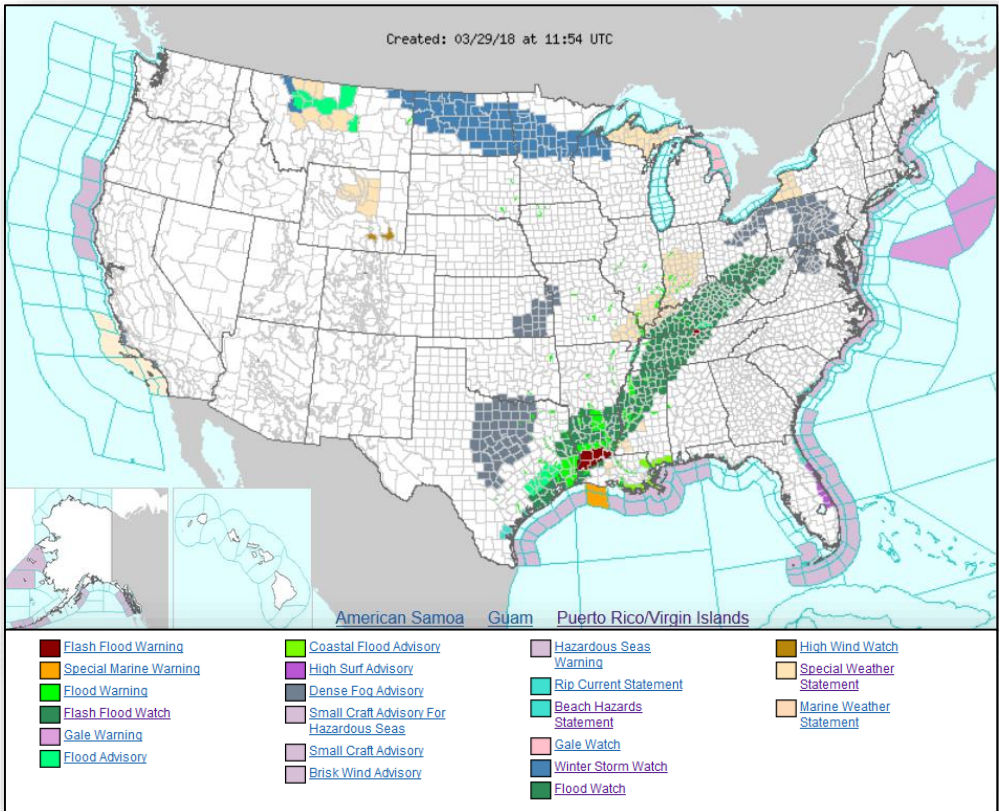 Created: 03/29/18 at 11:54 UTC
American Samoa Guam Puerto Rico/Virgin Islands
Flash Flood Warning
Special Marine Warning
Flood Warning
Flash Flood Watch
Gale Warning
Flood Advisory
Coastal Flood Advisory
High Surf Advisory
Dense Fog Advisory
Small Craft Advisory For
Hazardous Seas
Small Craft Advisory
Brisk Wind Advisory
Hazardous Seas
Warning
Rip Current Statement
Beach Hazards
Statement
Gale Watch
Winter Storm Watch
Flood Watch
High Wind Watch
Special Weather
Statement
Marine Weather
Statement